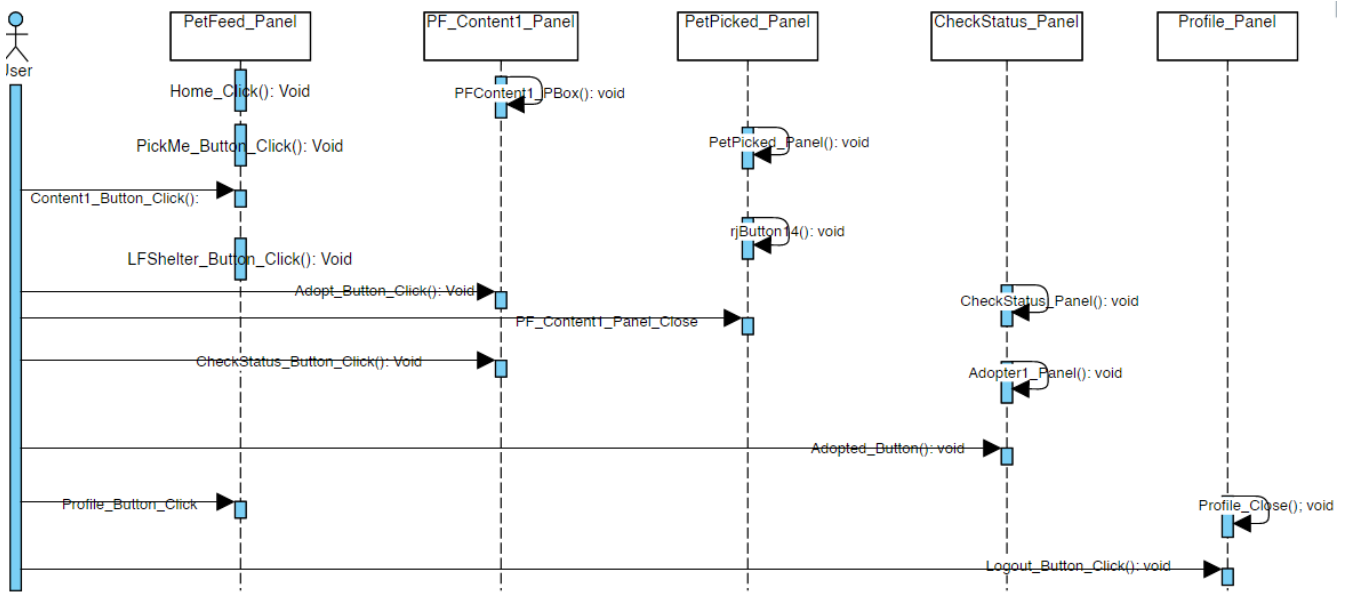 PetFeed_Panel
PF_Content1_Panel
PetPicked_Panel
CheckStatus_Panel
Profile_Panel
User
Home_Click(): Void
PFContent1_PBox(): void
PickMe_Button_Click(): Void
PetPicked_Panel(): void
Content1_Button_Click():
rjButton14(): void
LFShelter_Button_Click(): Void
Adopt_Button_Click(): Void
CheckStatus_Panel(): void
PF_Content1_Panel_Close
CheckStatus_Button_Click(): Void
Adopter1_Panel(): void
Adopted_Button(): void
Profile_Button_Click
Profile_Close(); void
Logout_Button_Click(): void